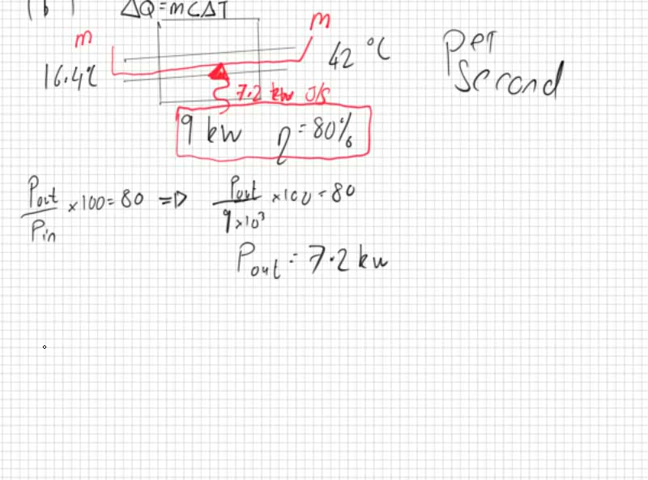 (b) ΔQ = mCΔT
m m
16.4°C 42 °C
Per
Second
7.2 kw J/s
9 kw η = 80%
Pout/Pin ×100 = 80 ⇒ Pout/9×10³ ×100 = 80
Pout = 7.2 kw